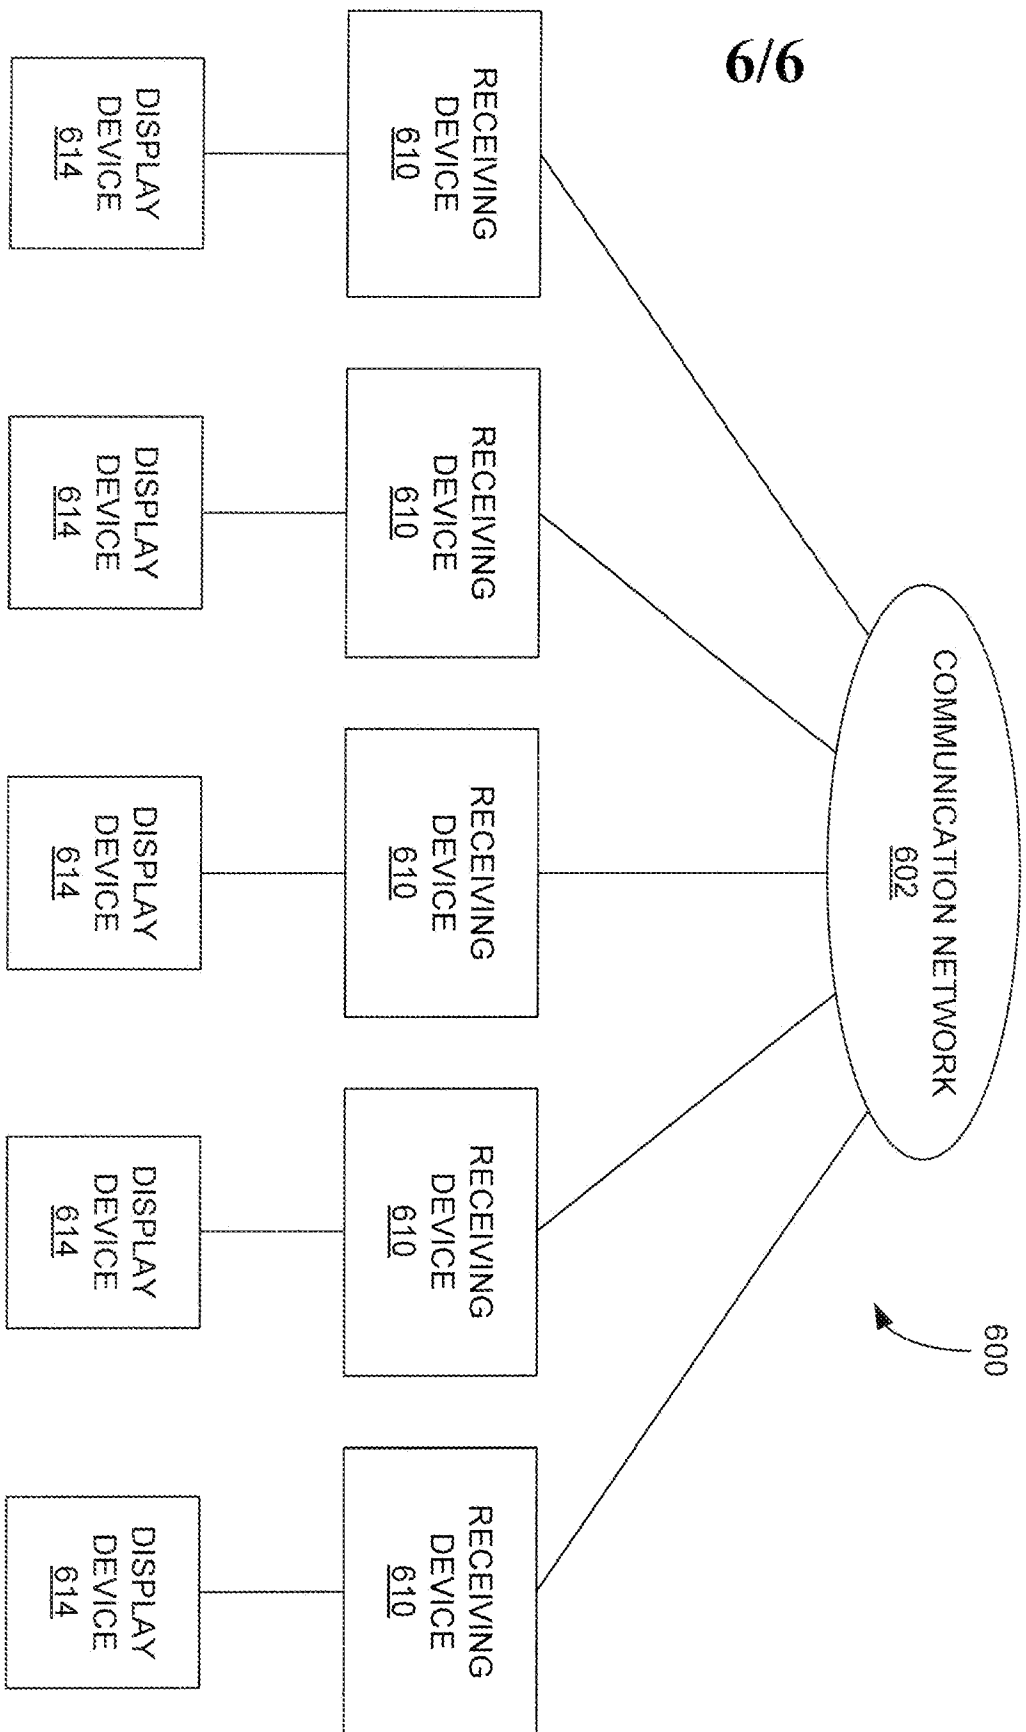 6/6
600
COMMUNICATION NETWORK
602
RECEIVING
DEVICE
610
RECEIVING
DEVICE
610
RECEIVING
DEVICE
610
RECEIVING
DEVICE
610
RECEIVING
DEVICE
610
DISPLAY
DEVICE
614
DISPLAY
DEVICE
614
DISPLAY
DEVICE
614
DISPLAY
DEVICE
614
DISPLAY
DEVICE
614